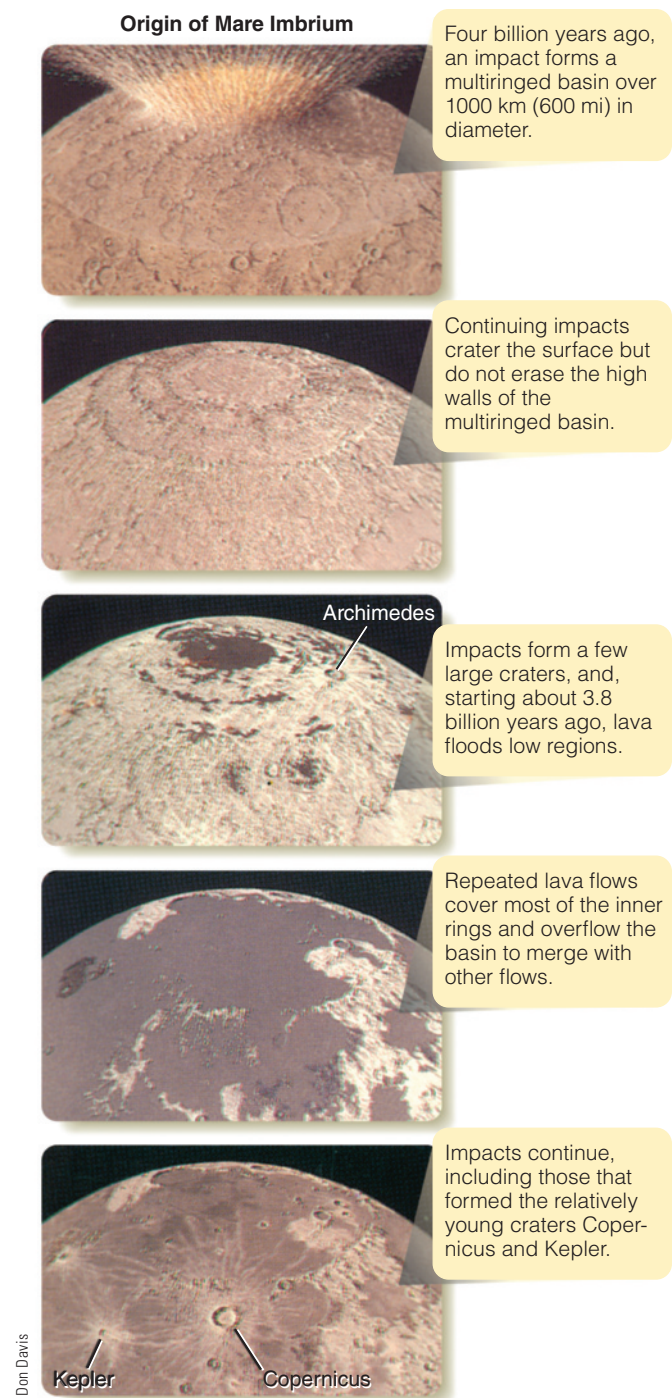 Origin of Mare Imbrium
Four billion years ago,
an impact forms a
multiringed basin over
1000 km (600 mi) in
diameter.
Continuing impacts
crater the surface but
do not erase the high
walls of the
multiringed basin.
Archimedes
Impacts form a few
large craters, and,
starting about 3.8
billion years ago, lava
floods low regions.
Repeated lava flows
cover most of the inner
rings and overflow the
basin to merge with
other flows.
Impacts continue,
including those that
formed the relatively
young craters Coper-
nicus and Kepler.
Kepler
Copernicus
Don Davis